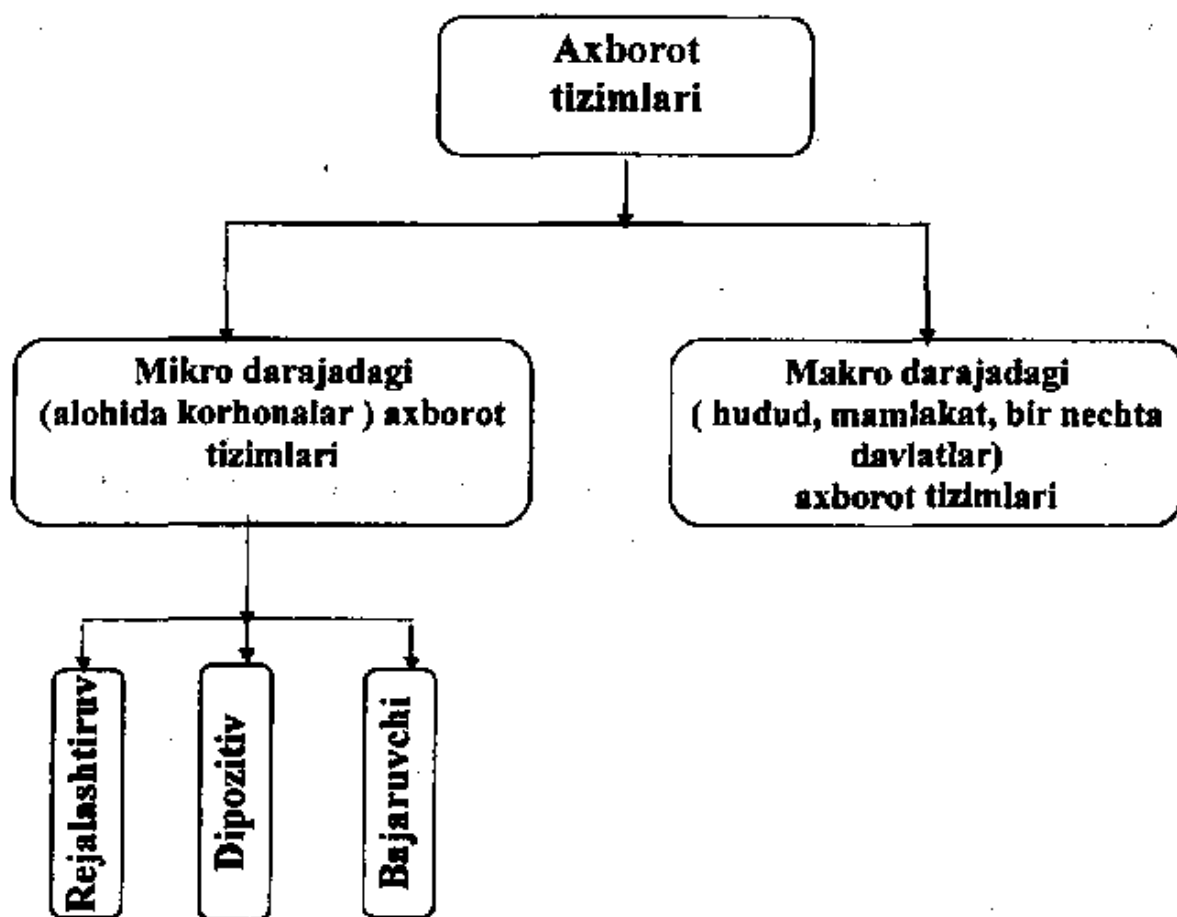 Axborot
tizimlari
Mikro darajadagi
(alohida korhonalar ) axborot
tizimlari
Makro darajadagi
( hudud, mamlakat, bir nechta
davlatlar)
axborot tizimlari
Rejalashtiruv
Dipozitiv
Bajaruvchi